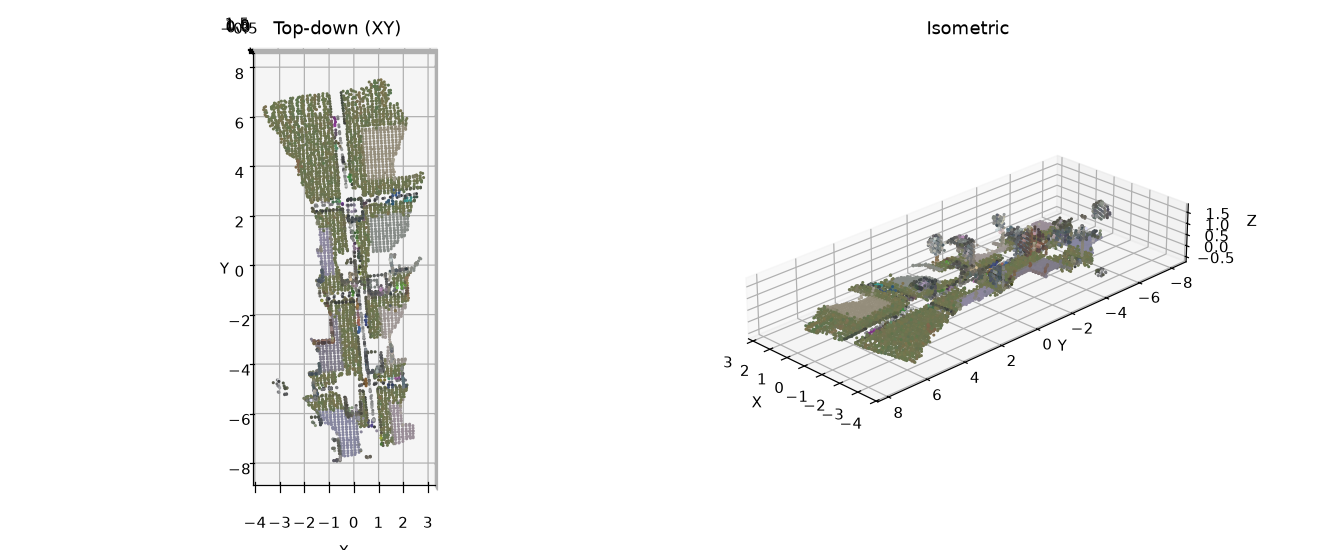 Top-down (XY)
Isometric
8
6
4
2
Y 0
−2
−4
−6
−8
−4 −3 −2 −1 0 1 2 3
X
1.5
1.0
0.5
0.0
−0.5
Z
3 2 1 0 −1 −2 −3 −4
X
8 6 4 2 0 −2 −4 −6 −8
Y